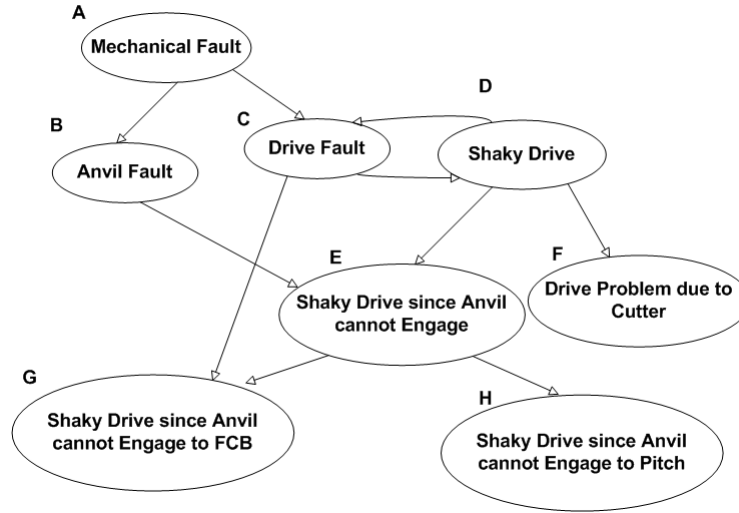 A
Mechanical Fault
B
Anvil Fault
C
Drive Fault
D
Shaky Drive
E
Shaky Drive since Anvil
cannot Engage
F
Drive Problem due to
Cutter
G
Shaky Drive since Anvil
cannot Engage to FCB
H
Shaky Drive since Anvil
cannot Engage to Pitch